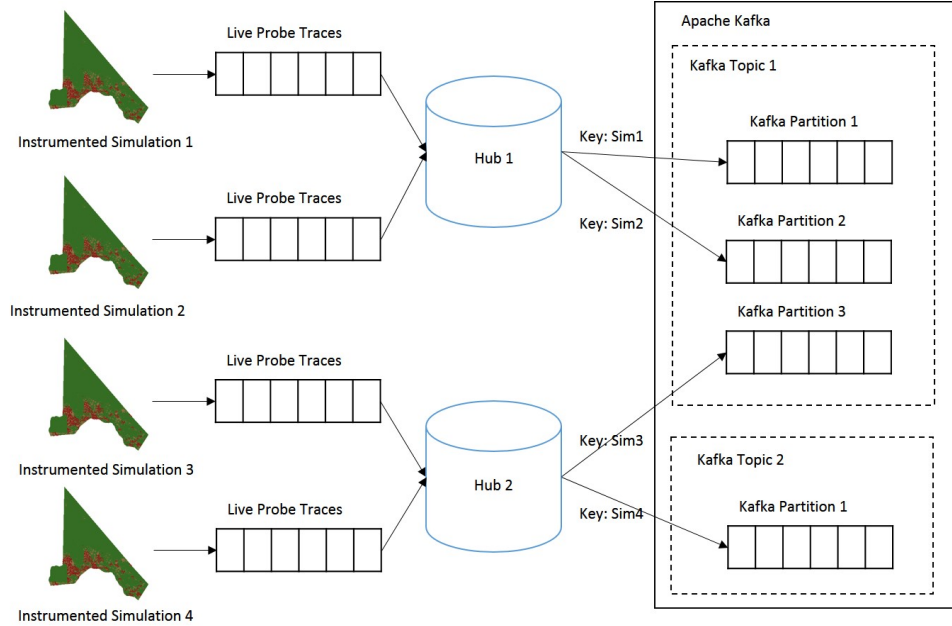 Apache Kafka
Live Probe Traces
Kafka Topic 1
Instrumented Simulation 1
Hub 1
Key: Sim1
Kafka Partition 1
Live Probe Traces
Key: Sim2
Kafka Partition 2
Instrumented Simulation 2
Kafka Partition 3
Live Probe Traces
Instrumented Simulation 3
Hub 2
Key: Sim3
Kafka Topic 2
Live Probe Traces
Key: Sim4
Kafka Partition 1
Instrumented Simulation 4